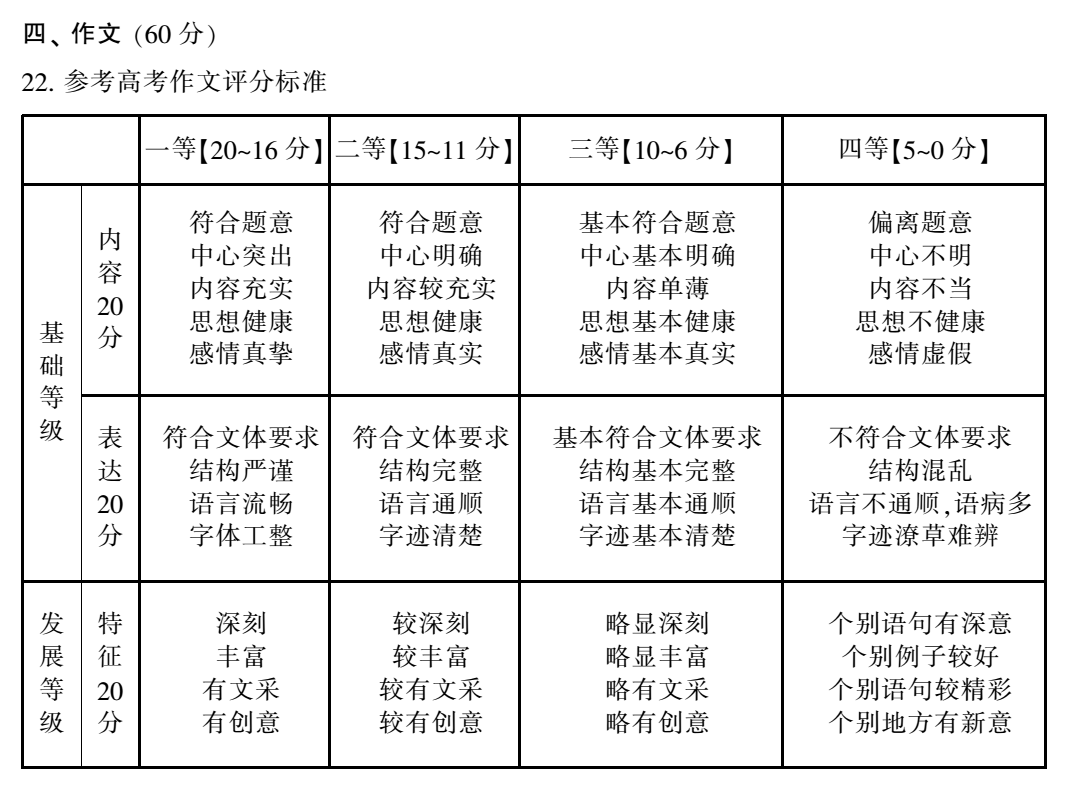 四、作文 (60 分)
22. 参考高考作文评分标准
一等【20~16 分】 二等【15~11 分】 三等【10~6 分】 四等【5~0 分】
基础等级
内容20分
符合题意 符合题意 基本符合题意 偏离题意
中心突出 中心明确 中心基本明确 中心不明
内容充实 内容较充实 内容单薄 内容不当
思想健康 思想健康 思想基本健康 思想不健康
感情真挚 感情真实 感情基本真实 感情虚假
表达20分
符合文体要求 符合文体要求 基本符合文体要求 不符合文体要求
结构严谨 结构完整 结构基本完整 结构混乱
语言流畅 语言通顺 语言基本通顺 语言不通顺,语病多
字体工整 字迹清楚 字迹基本清楚 字迹潦草难辨
发展等级
特征20分
深刻 较深刻 略显深刻 个别语句有深意
丰富 较丰富 略显丰富 个别例子较好
有文采 较有文采 略有文采 个别语句较精彩
有创意 较有创意 略有创意 个别地方有新意